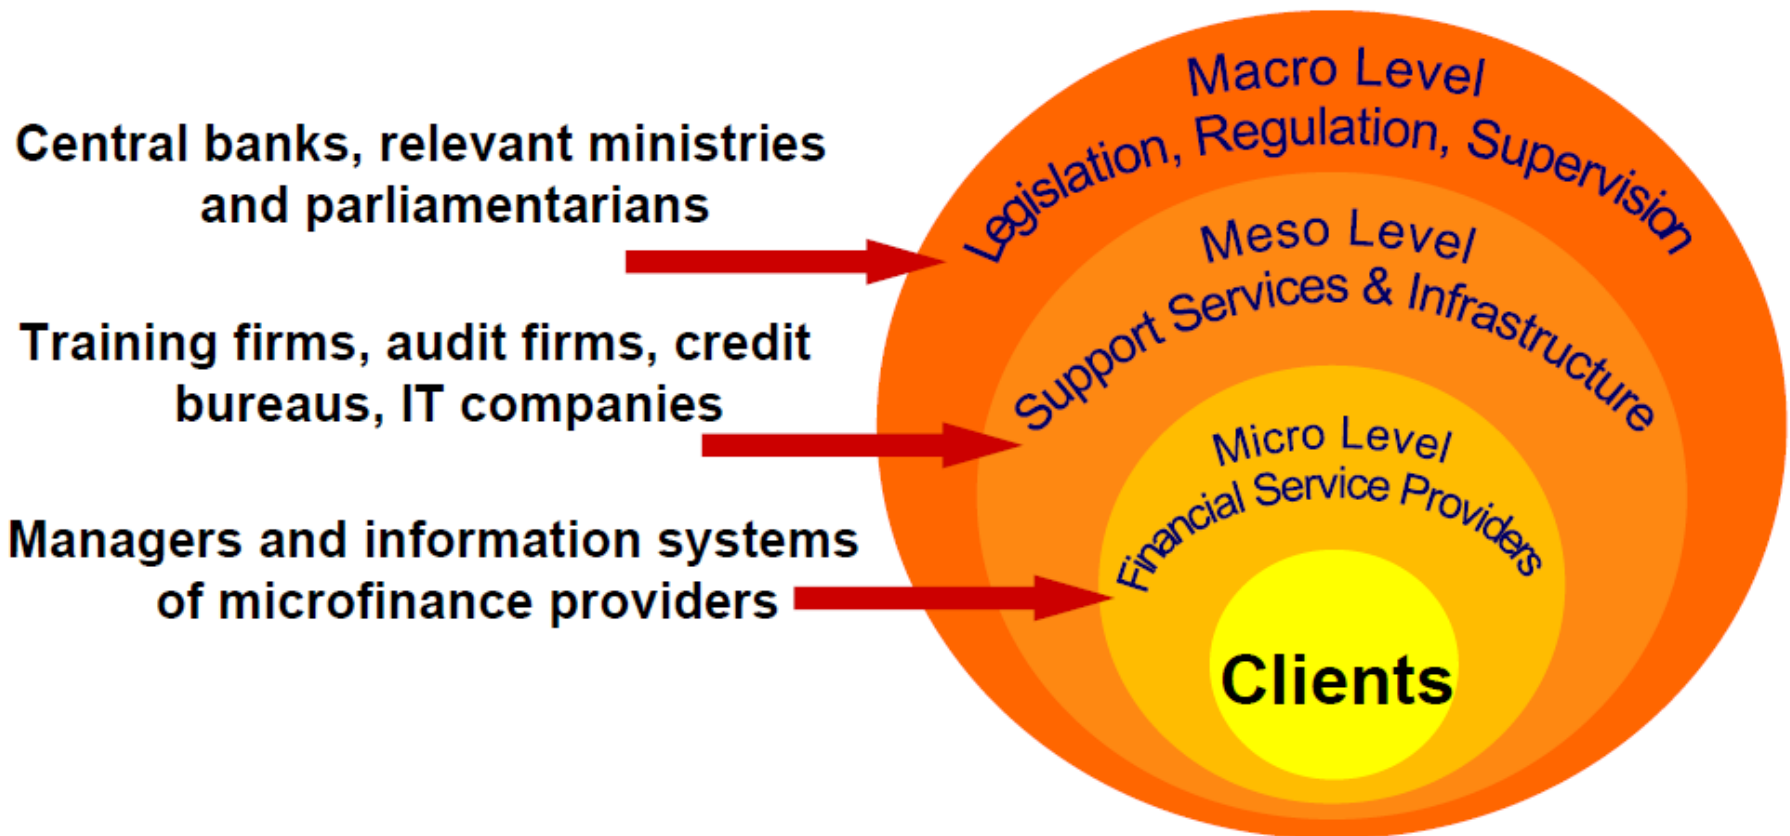 Central banks, relevant ministries
and parliamentarians
Training firms, audit firms, credit
bureaus, IT companies
Managers and information systems
of microfinance providers
Macro Level
Legislation, Regulation, Supervision
Meso Level
Support Services & Infrastructure
Micro Level
Financial Service Providers
Clients